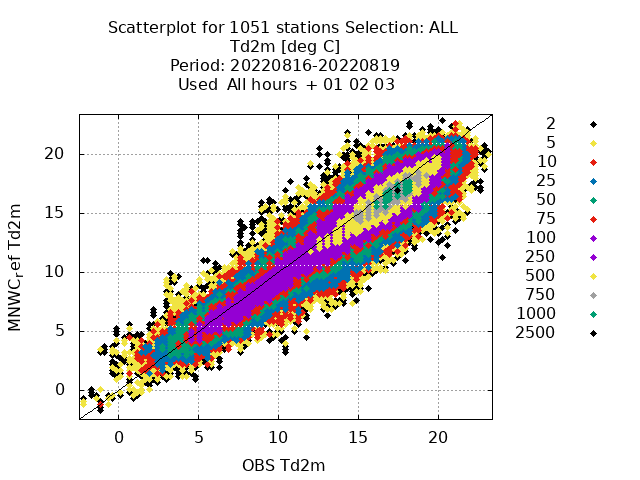 Scatterplot for 1051 stations Selection: ALL
Td2m [deg C]
Period: 20220816-20220819
Used  All hours  + 01 02 03
MNWC,ef Td2m
20
15
10
5
0
0 5 10 15 20
OBS Td2m
2
5
10
25
50
75
100
250
500
750
1000
2500